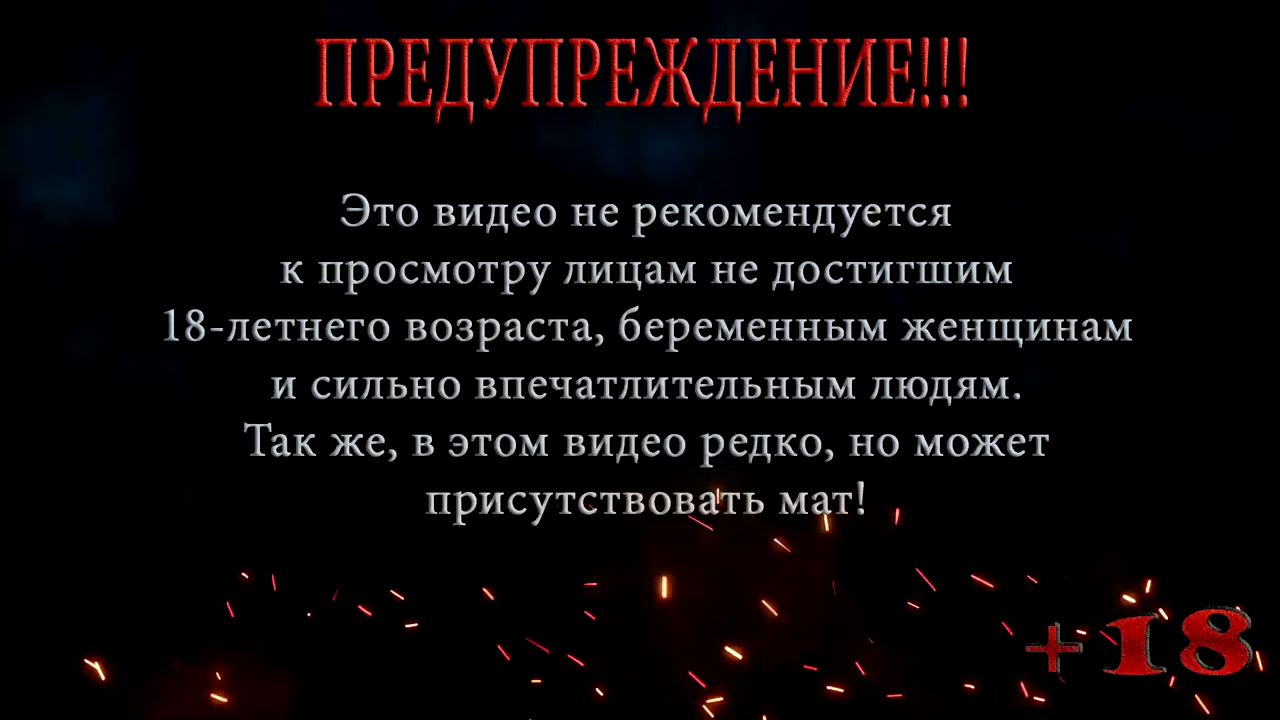 ПРЕДУПРЕЖДЕНИЕ!!!
Это видео не рекомендуется
к просмотру лицам не достигшим
18-летнего возраста, беременным женщинам
и сильно впечатлительным людям.
Так же, в этом видео редко, но может
присутствовать мат!
+18